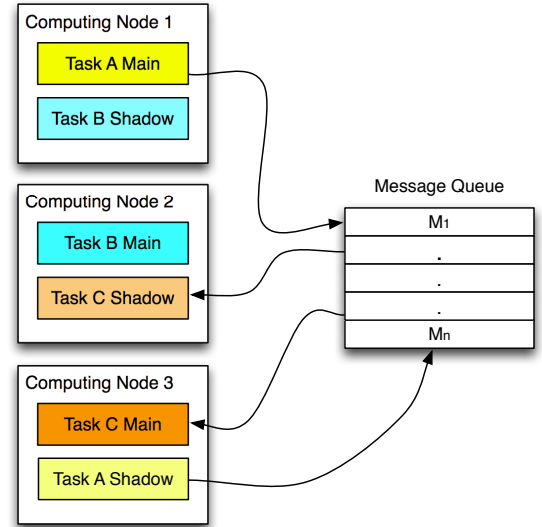 Computing Node 1
Task A Main
Task B Shadow
Computing Node 2
Task B Main
Task C Shadow
Computing Node 3
Task C Main
Task A Shadow
Message Queue
M1
.
.
.
Mn